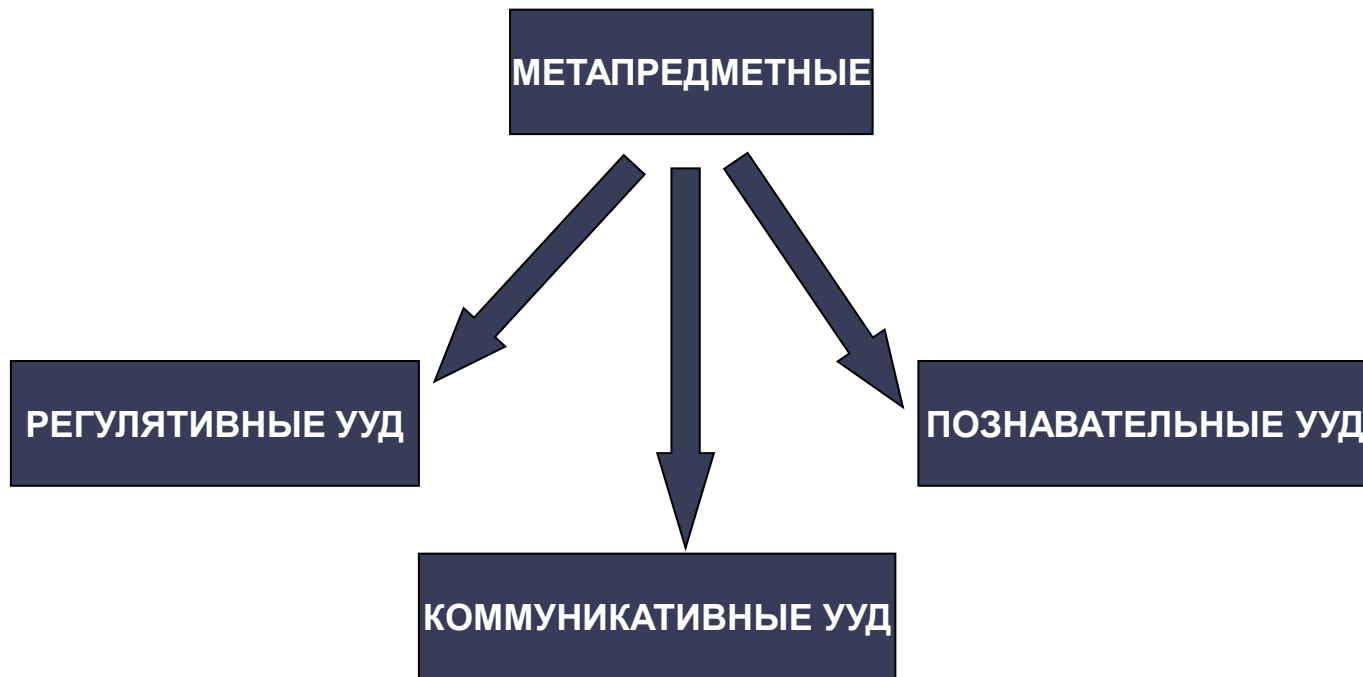 МЕТАПРЕДМЕТНЫЕ
РЕГУЛЯТИВНЫЕ УУД
ПОЗНАВАТЕЛЬНЫЕ УУД
КОММУНИКАТИВНЫЕ УУД